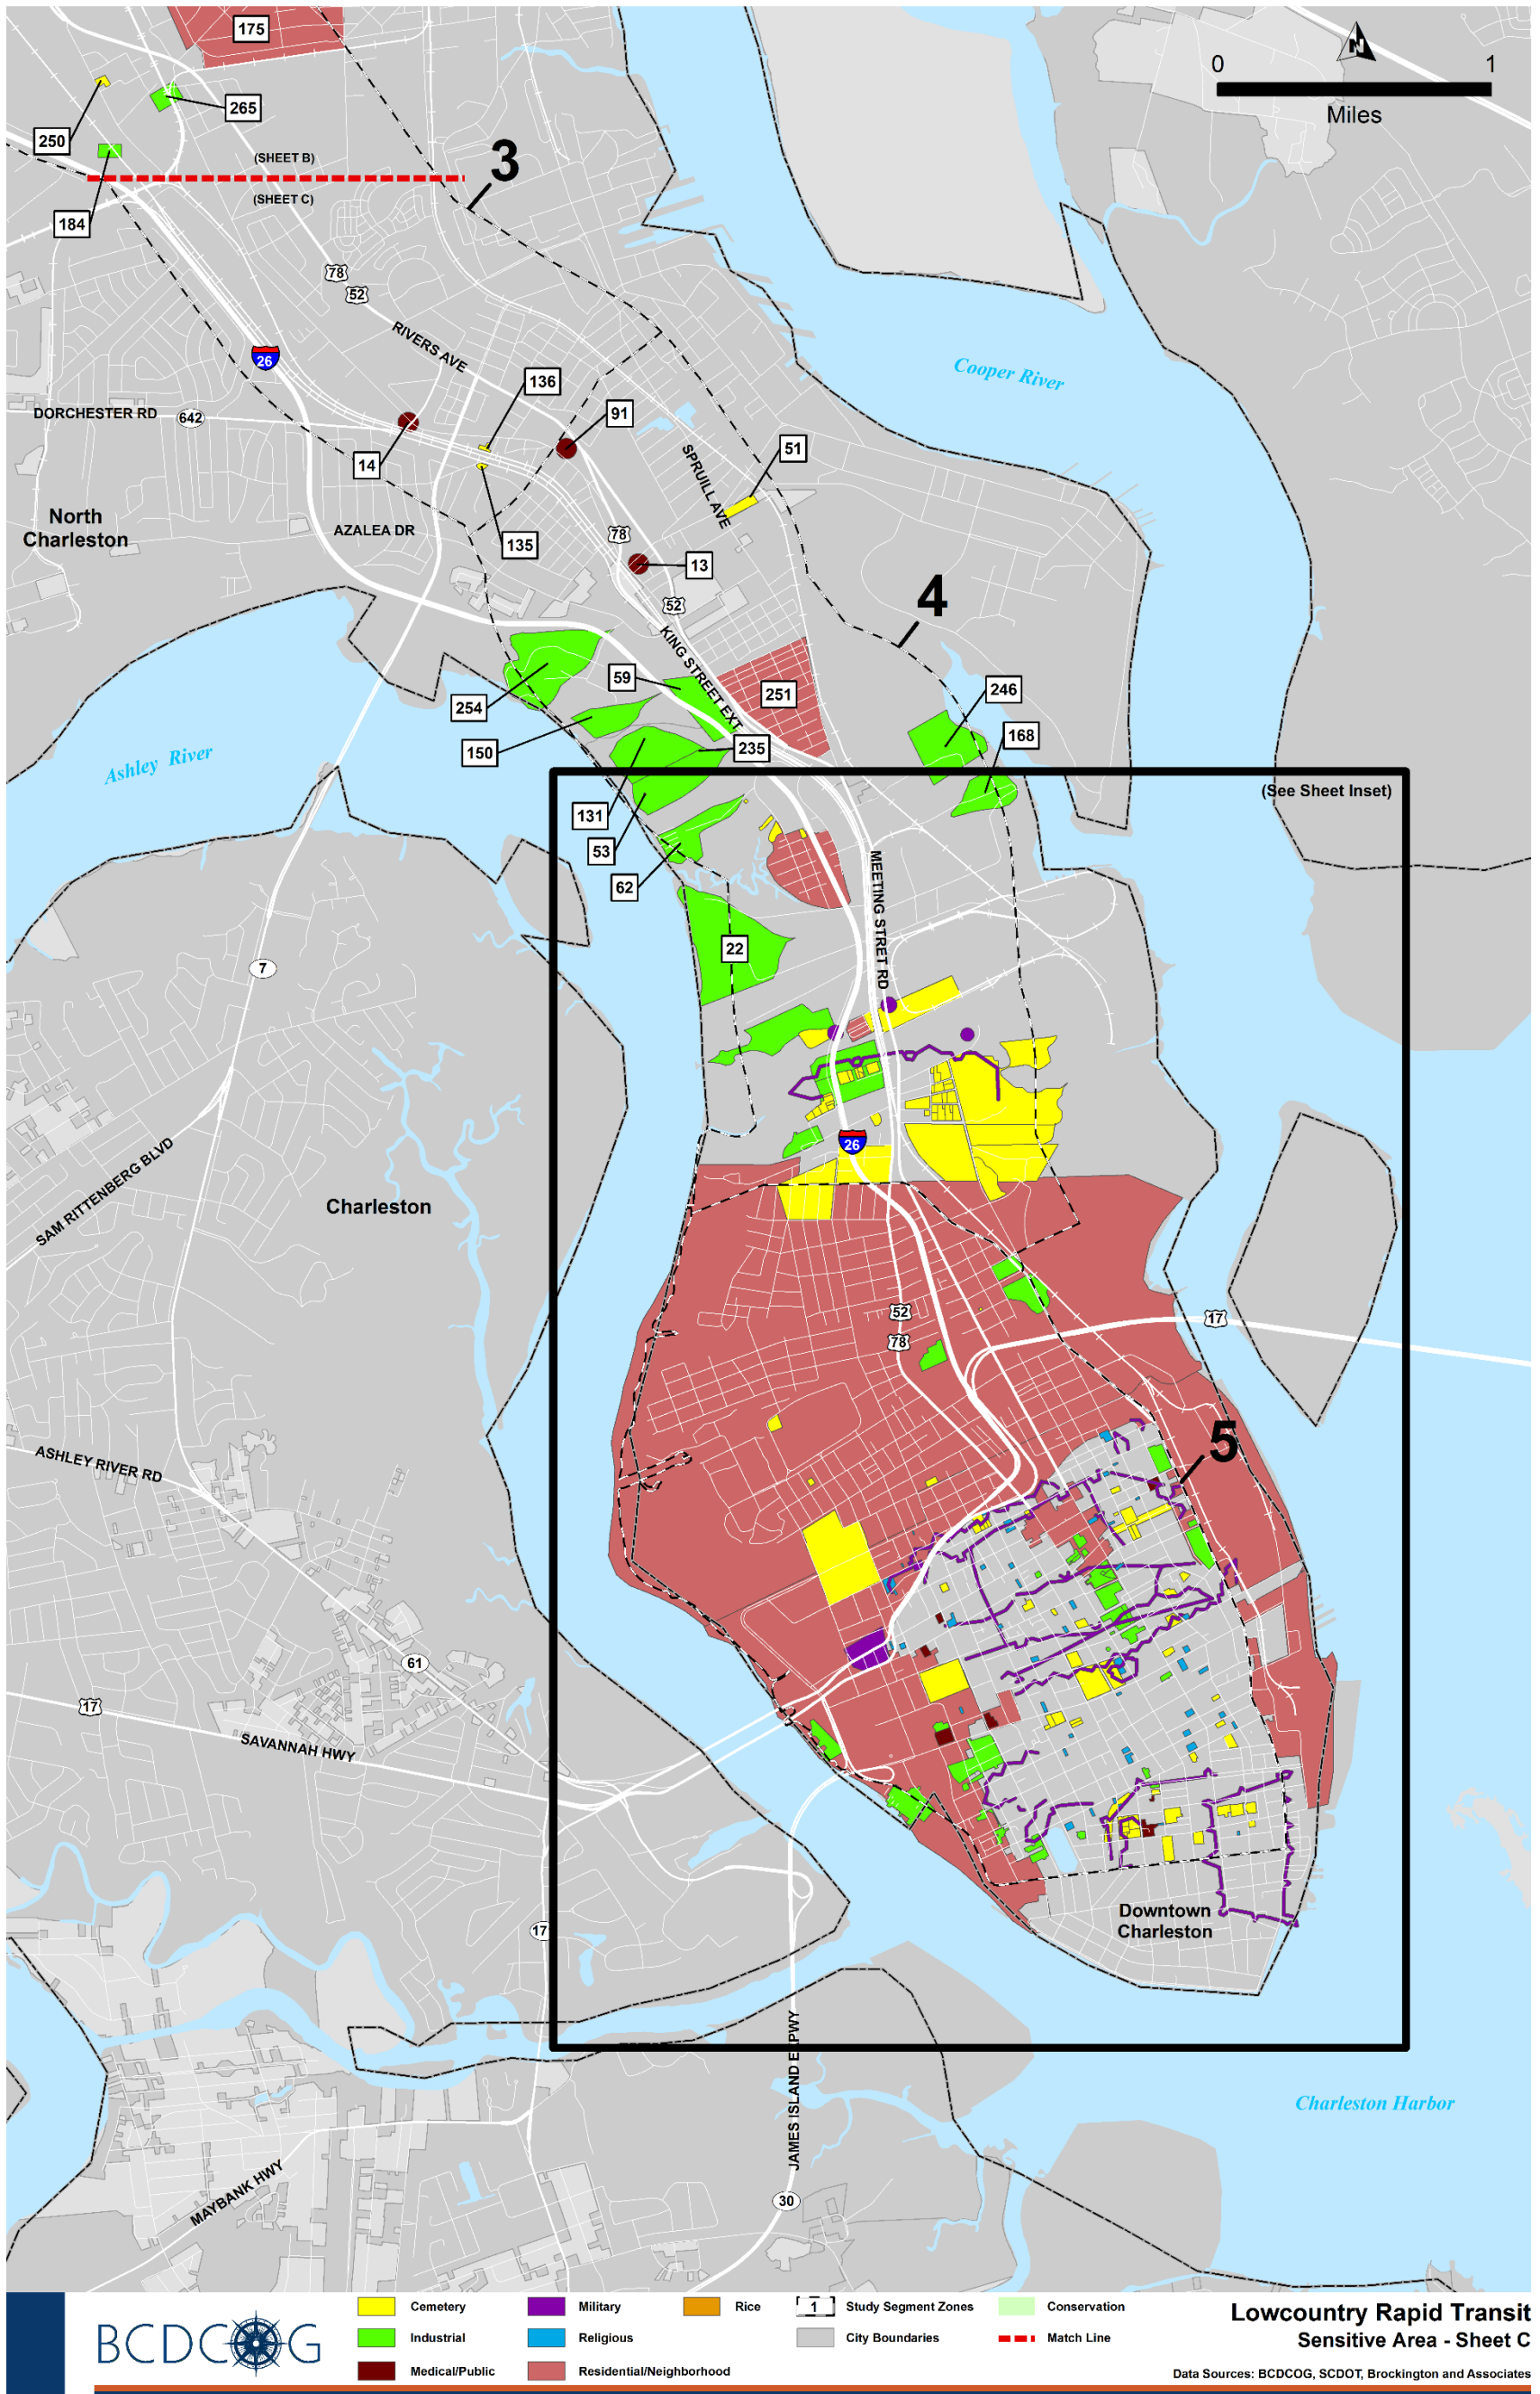 175
0
N
1
Miles
265
250
(SHEET B)
3
(SHEET C)
184
78
52
26
RIVERS AVE
Cooper River
136
DORCHESTER RD
642
91
14
51
SPRUILL AVE
North
Charleston
AZALEA DR
135
78
13
52
4
KING STREET EXT
59
251
254
246
150
235
168
Ashley River
(See Sheet Inset)
131
53
62
MEETING STRET RD
22
7
26
SAM RITTENBERG BLVD
Charleston
52
17
78
5
ASHLEY RIVER RD
61
17
SAVANNAH HWY
Downtown
Charleston
17
JAMES ISLAND EXPWY
Charleston Harbor
MAYBANK HWY
30
BCDCOG
Cemetery
Industrial
Medical/Public
Military
Religious
Residential/Neighborhood
Rice
1
Study Segment Zones
City Boundaries
Conservation
Match Line
Lowcountry Rapid Transit
Sensitive Area - Sheet C
Data Sources: BCDCOG, SCDOT, Brockington and Associates